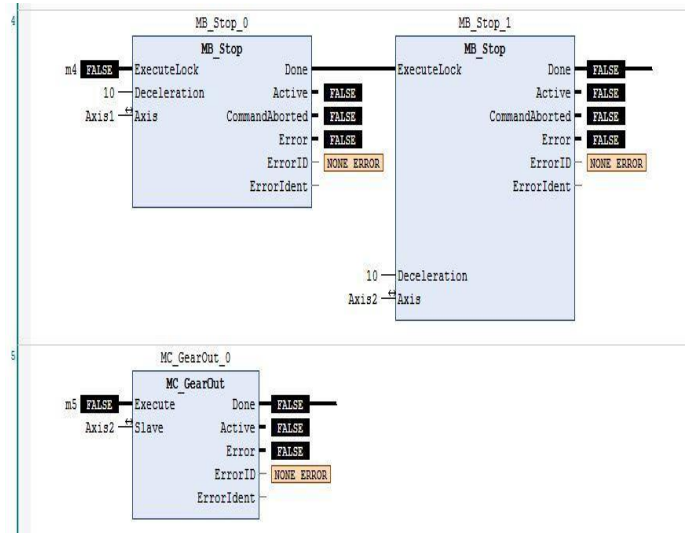 4
MB_Stop_0 MB_Stop_1
MB_Stop MB_Stop
m4 FALSE ExecuteLock Done ExecuteLock Done FALSE
10 Deceleration Active FALSE Active FALSE
Axis1 Axis CommandAborted FALSE CommandAborted FALSE
Error FALSE Error FALSE
ErrorID NONE ERROR ErrorID NONE ERROR
ErrorIdent ErrorIdent
10 Deceleration
Axis2 Axis
5
MC_GearOut_0
MC_GearOut
m5 FALSE Execute Done FALSE
Axis2 Slave Active FALSE
Error FALSE
ErrorID NONE ERROR
ErrorIdent